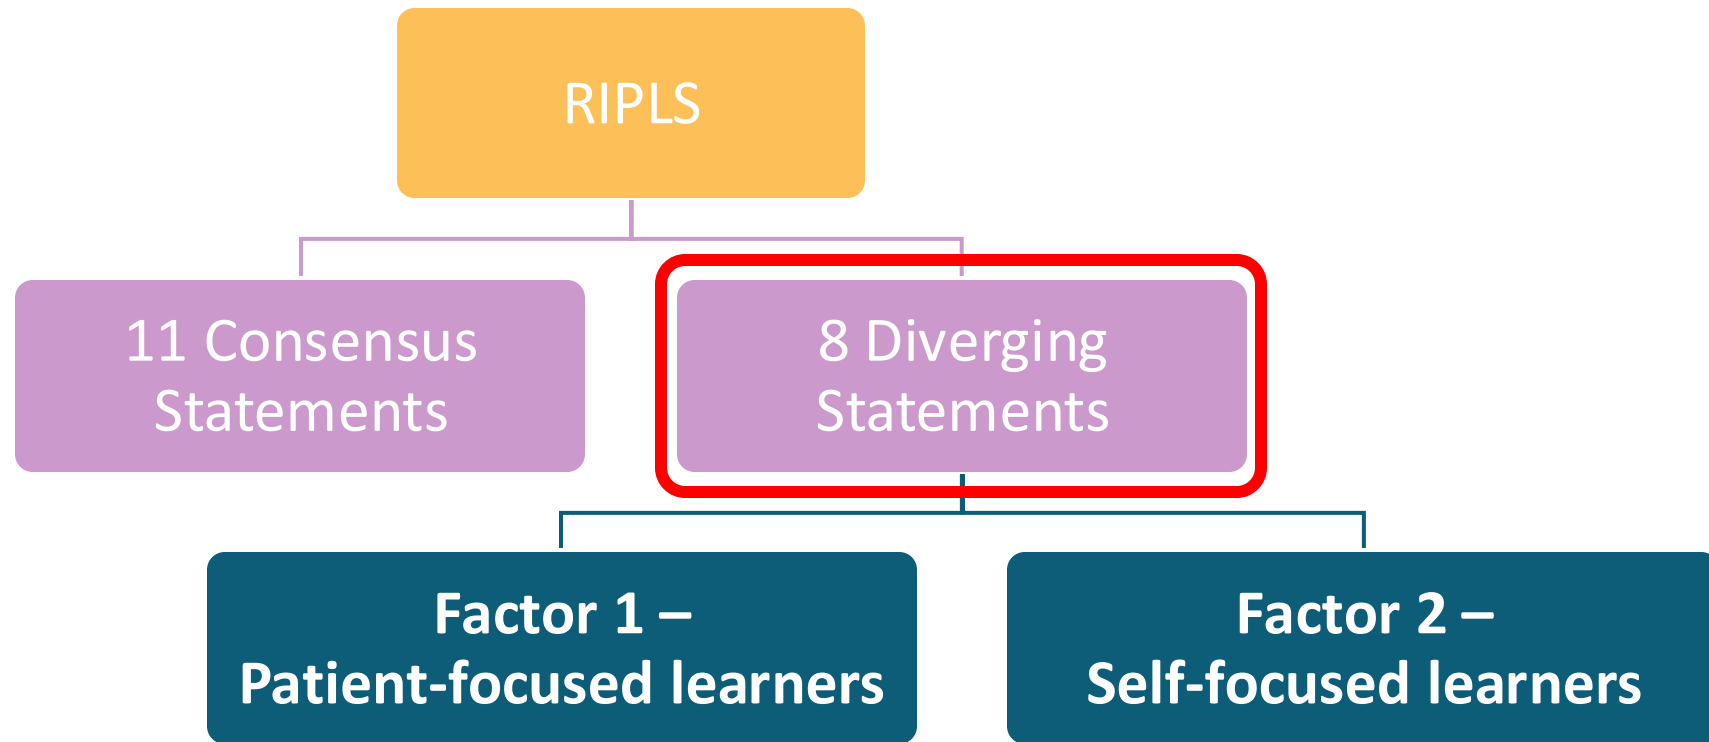 RIPLS
11 Consensus
Statements
8 Diverging
Statements
Factor 1 –
Patient-focused learners
Factor 2 –
Self-focused learners